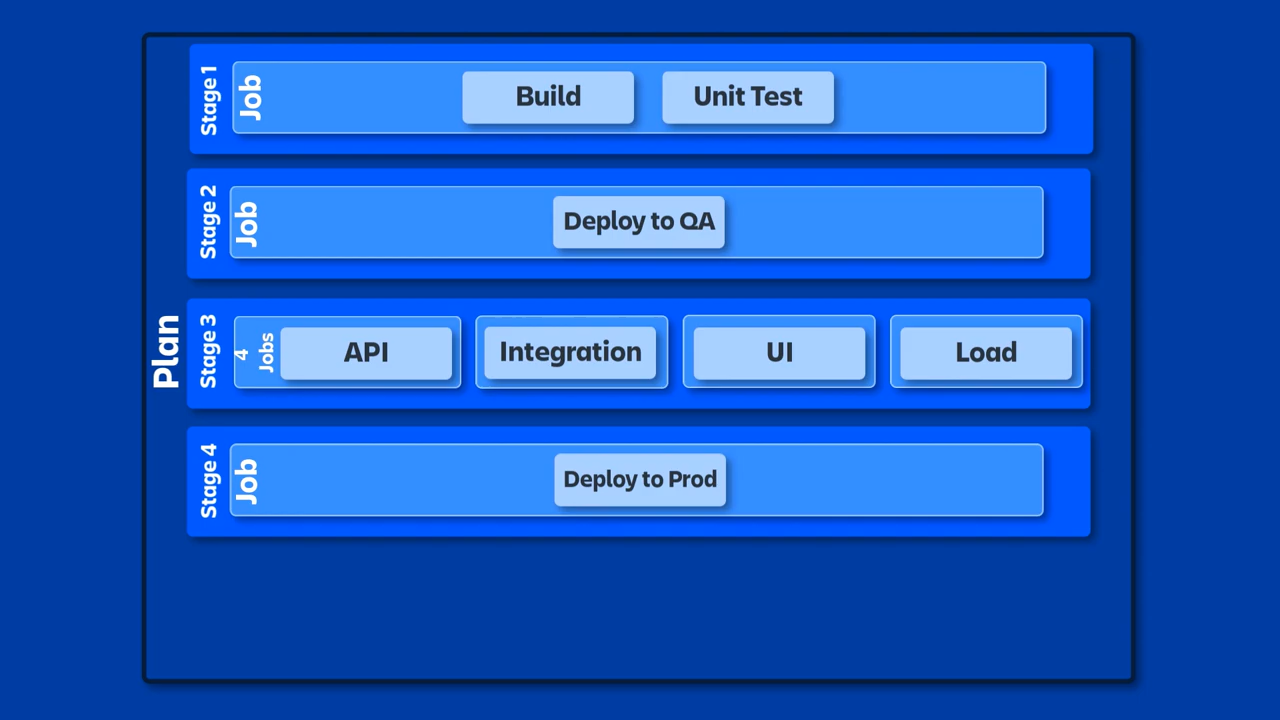 Plan
Stage 1
Job
Build
Unit Test
Stage 2
Job
Deploy to QA
Stage 3
4
Jobs
API
Integration
UI
Load
Stage 4
Job
Deploy to Prod